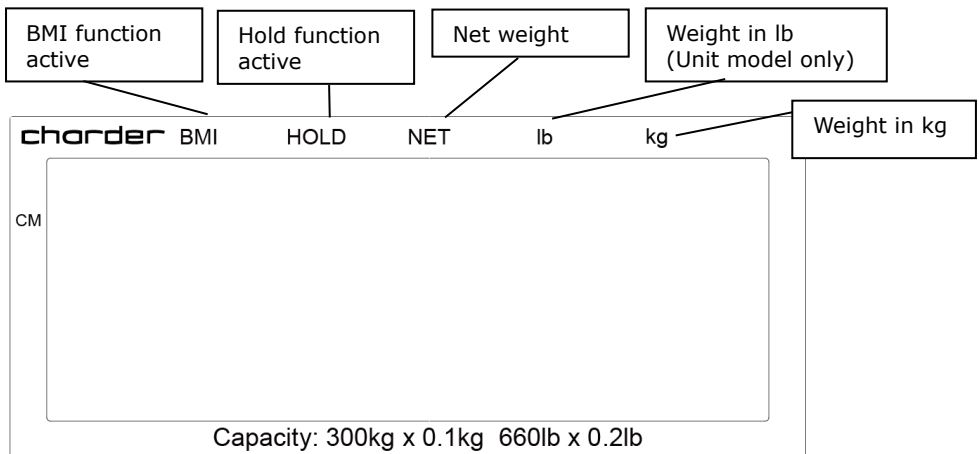 BMI function
active
Hold function
active
Net weight
Weight in lb
(Unit model only)
Weight in kg
charder BMI HOLD NET lb kg
CM
Capacity: 300kg x 0.1kg 660lb x 0.2lb